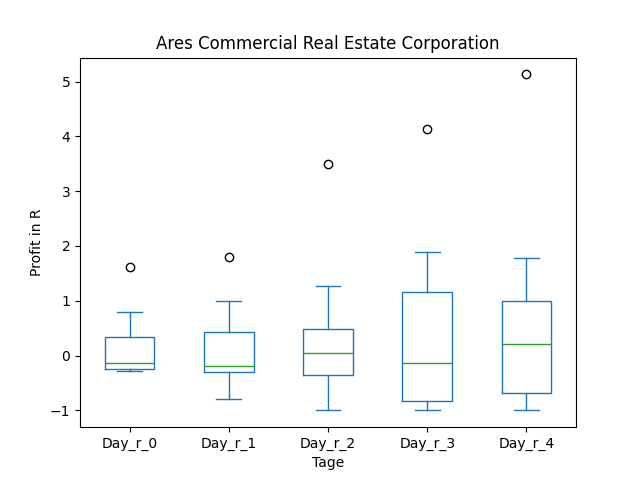 Ares Commercial Real Estate Corporation
Profit in R
5
4
3
2
1
0
−1
Day_r_0 Day_r_1 Day_r_2 Day_r_3 Day_r_4
Tage